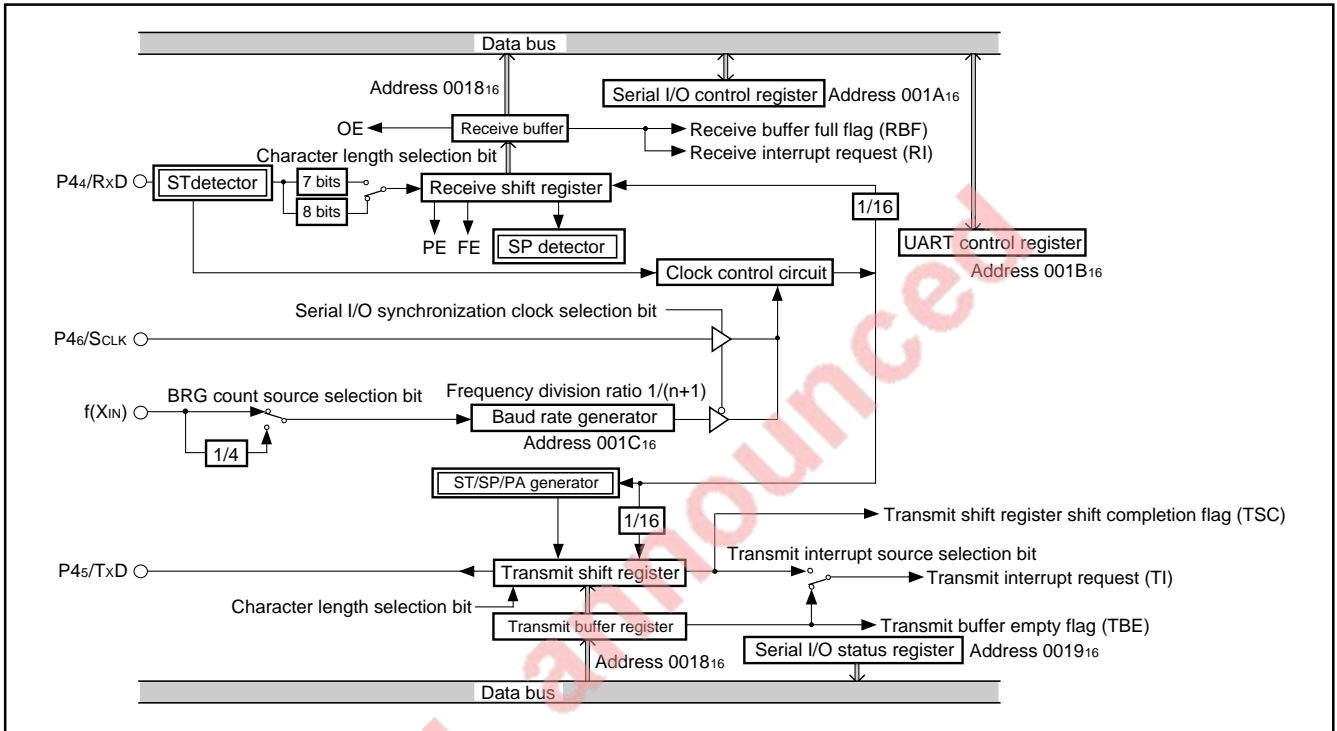 Data bus
Address 0018₁₆
Serial I/O control register Address 001A₁₆
OE
Receive buffer
Receive buffer full flag (RBF)
Receive interrupt request (RI)
Character length selection bit
P4₄/RxD
STdetector
7 bits
8 bits
Receive shift register
1/16
PE FE
SP detector
UART control register
Address 001B₁₆
Clock control circuit
Serial I/O synchronization clock selection bit
P4₆/SCLK
BRG count source selection bit
Frequency division ratio 1/(n+1)
f(XIN)
Baud rate generator
Address 001C₁₆
1/4
ST/SP/PA generator
1/16
Transmit shift register shift completion flag (TSC)
Transmit interrupt source selection bit
P4₅/TxD
Transmit shift register
Transmit interrupt request (TI)
Character length selection bit
Transmit buffer register
Transmit buffer empty flag (TBE)
Address 0018₁₆
Serial I/O status register Address 0019₁₆
Data bus
announced